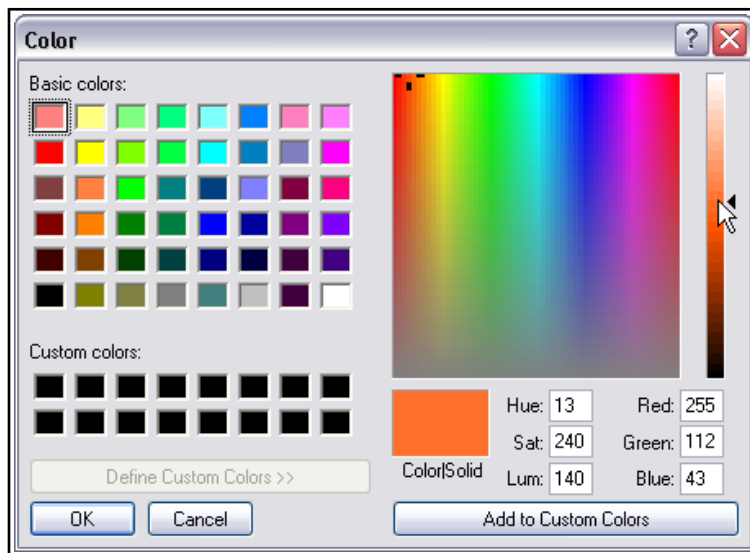 Color
?
Basic colors:
Custom colors:
Define Custom Colors >>
OK
Cancel
Color|Solid
Hue: 13
Sat: 240
Lum: 140
Red: 255
Green: 112
Blue: 43
Add to Custom Colors